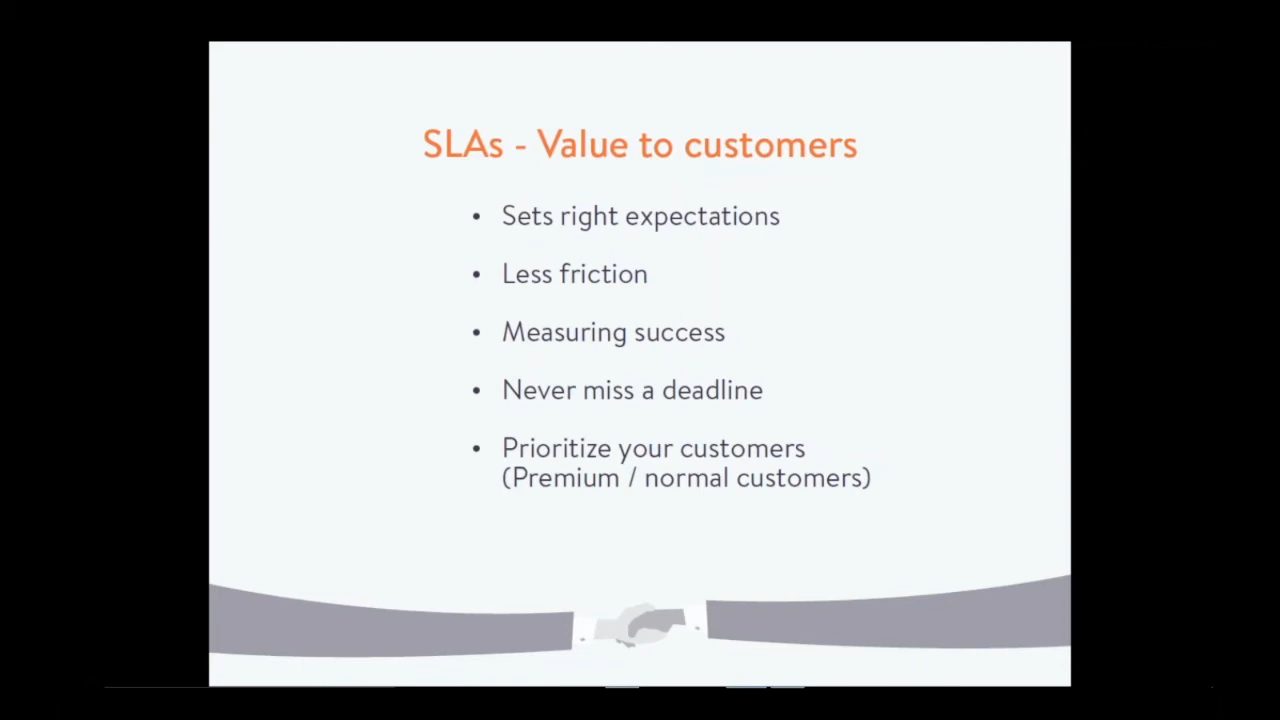 SLAs - Value to customers
• Sets right expectations
• Less friction
• Measuring success
• Never miss a deadline
• Prioritize your customers
(Premium / normal customers)